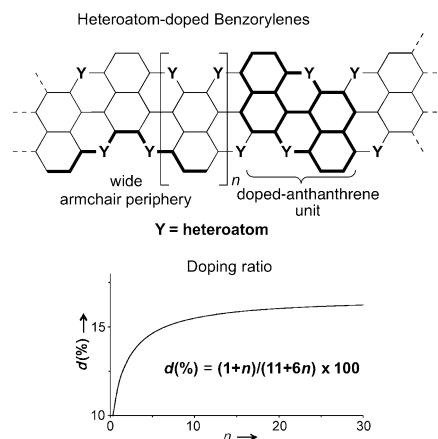 Heteroatom-doped Benzorylenes
Y Y Y Y Y
Y Y n Y Y Y
wide
armchair periphery
doped-anthanthrene
unit
Y = heteroatom
Doping ratio
d(%)
15
10
d(%) = (1+n)/(11+6n) x 100
0 10 20 30
n